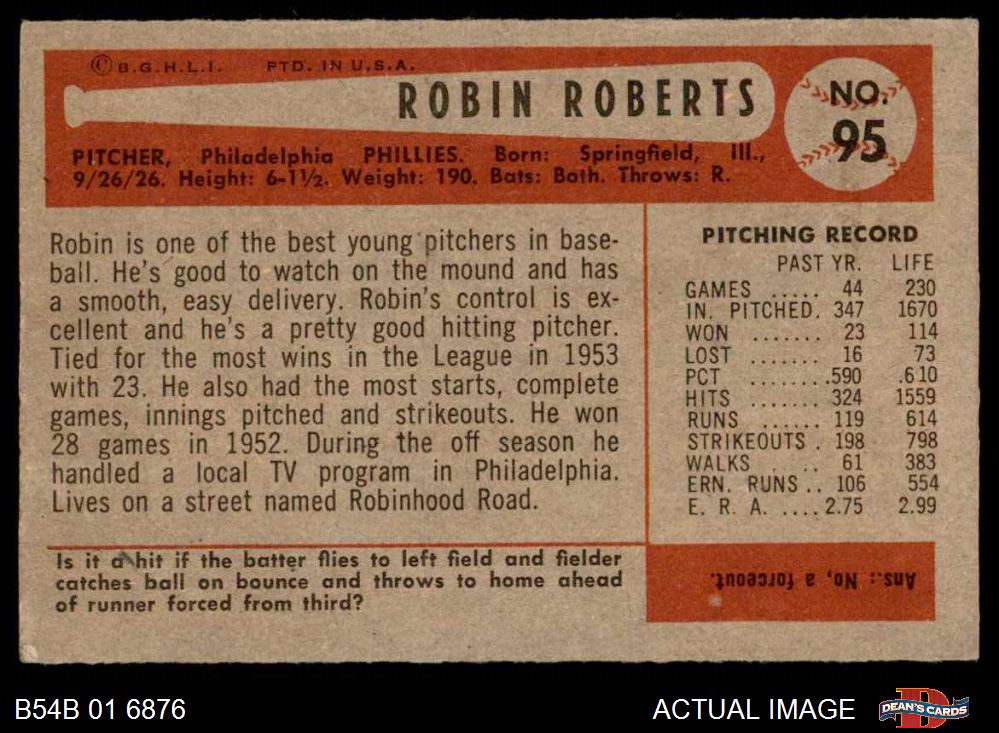 © B.G.H.L.I. PTD. IN U.S.A.
ROBIN ROBERTS
NO.
95
PITCHER, Philadelphia PHILLIES. Born: Springfield, Ill.,
9/26/26. Height: 6-1½. Weight: 190. Bats: Both. Throws: R.
Robin is one of the best young pitchers in base-
ball. He's good to watch on the mound and has
a smooth, easy delivery. Robin's control is ex-
cellent and he's a pretty good hitting pitcher.
Tied for the most wins in the League in 1953
with 23. He also had the most starts, complete
games, innings pitched and strikeouts. He won
28 games in 1952. During the off season he
handled a local TV program in Philadelphia.
Lives on a street named Robinhood Road.
PITCHING RECORD
PAST YR. LIFE
GAMES ..... 44 230
IN. PITCHED. 347 1670
WON ....... 23 114
LOST ....... 16 73
PCT ........ .590 .610
HITS ....... 324 1559
RUNS ...... 119 614
STRIKEOUTS . 198 798
WALKS ..... 61 383
ERN. RUNS .. 106 554
E. R. A. .... 2.75 2.99
Is it a hit if the batter flies to left field and fielder
catches ball on bounce and throws to home ahead
of runner forced from third?
Ans.: No, a forceout.
B54B 01 6876
ACTUAL IMAGE
D
DEAN'S CARDS